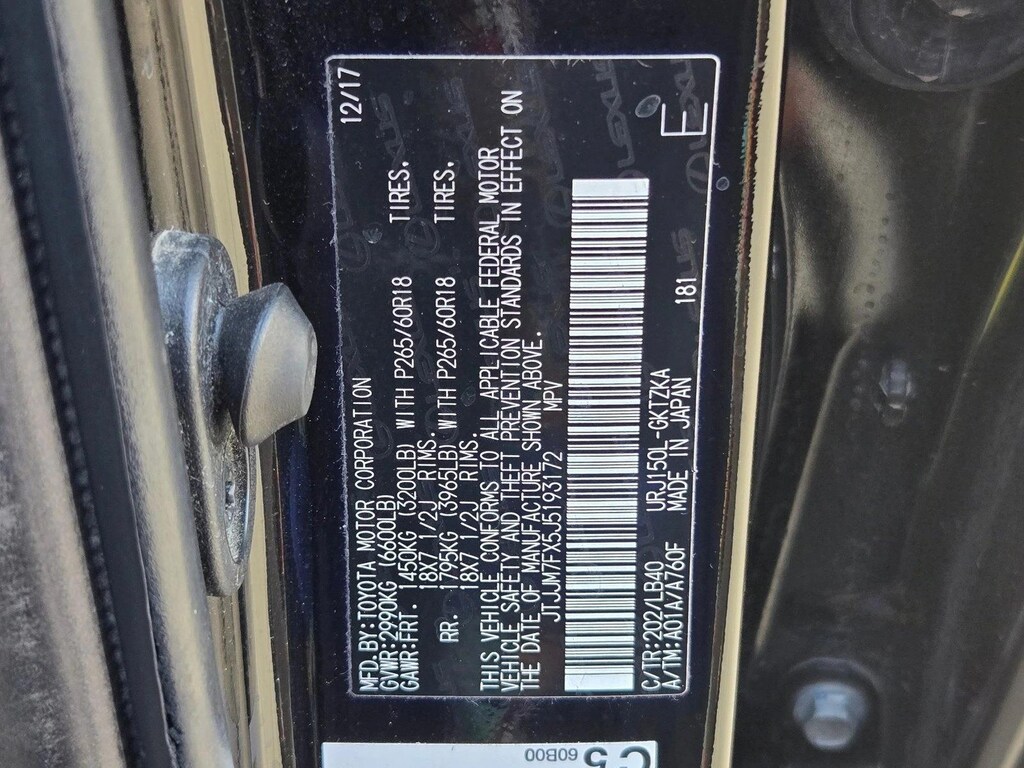 MFD.BY:TOYOTA MOTOR CORPORATION 12/17
GVWR:2990KG (6600LB)
GAWR:FRT. 1450KG (3200LB) WITH P265/60R18 TIRES.
18X7 1/2J RIMS.
RR. 1795KG (3965LB) WITH P265/60R18 TIRES.
18X7 1/2J RIMS.
THIS VEHICLE CONFORMS TO ALL APPLICABLE FEDERAL MOTOR
VEHICLE SAFETY AND THEFT PREVENTION STANDARDS IN EFFECT ON
THE DATE OF MANUFACTURE SHOWN ABOVE.
JTJJM7FX5J5193172 MPV
C/TR:202/LB40 URJ150L-GKTZKA 181
A/TM:A01A/A760F MADE IN JAPAN E
LEXUS
60B00